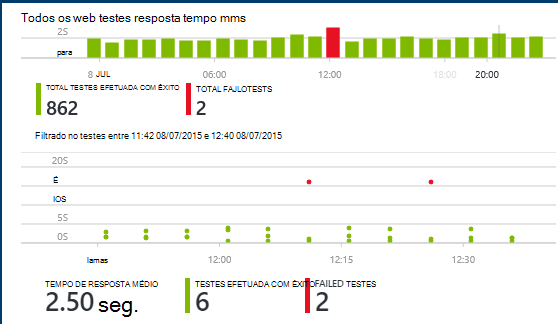 Todos os web testes resposta tempo mms
2S
para
8 JUL
06:00
12:00
18:00
20:00
TOTAL TESTES EFETUADA COM ÊXITO
862
TOTAL FAJLOTESTS
2
Filtrado no testes entre 11:42 08/07/2015 e 12:40 08/07/2015
20S
É
IOS
5S
0S
lamas
12:00
12:15
12:30
TEMPO DE RESPOSTA MÉDIO
2.50 seg.
TESTES EFETUADA COM ÊXITO
6
FAILED TESTES
2